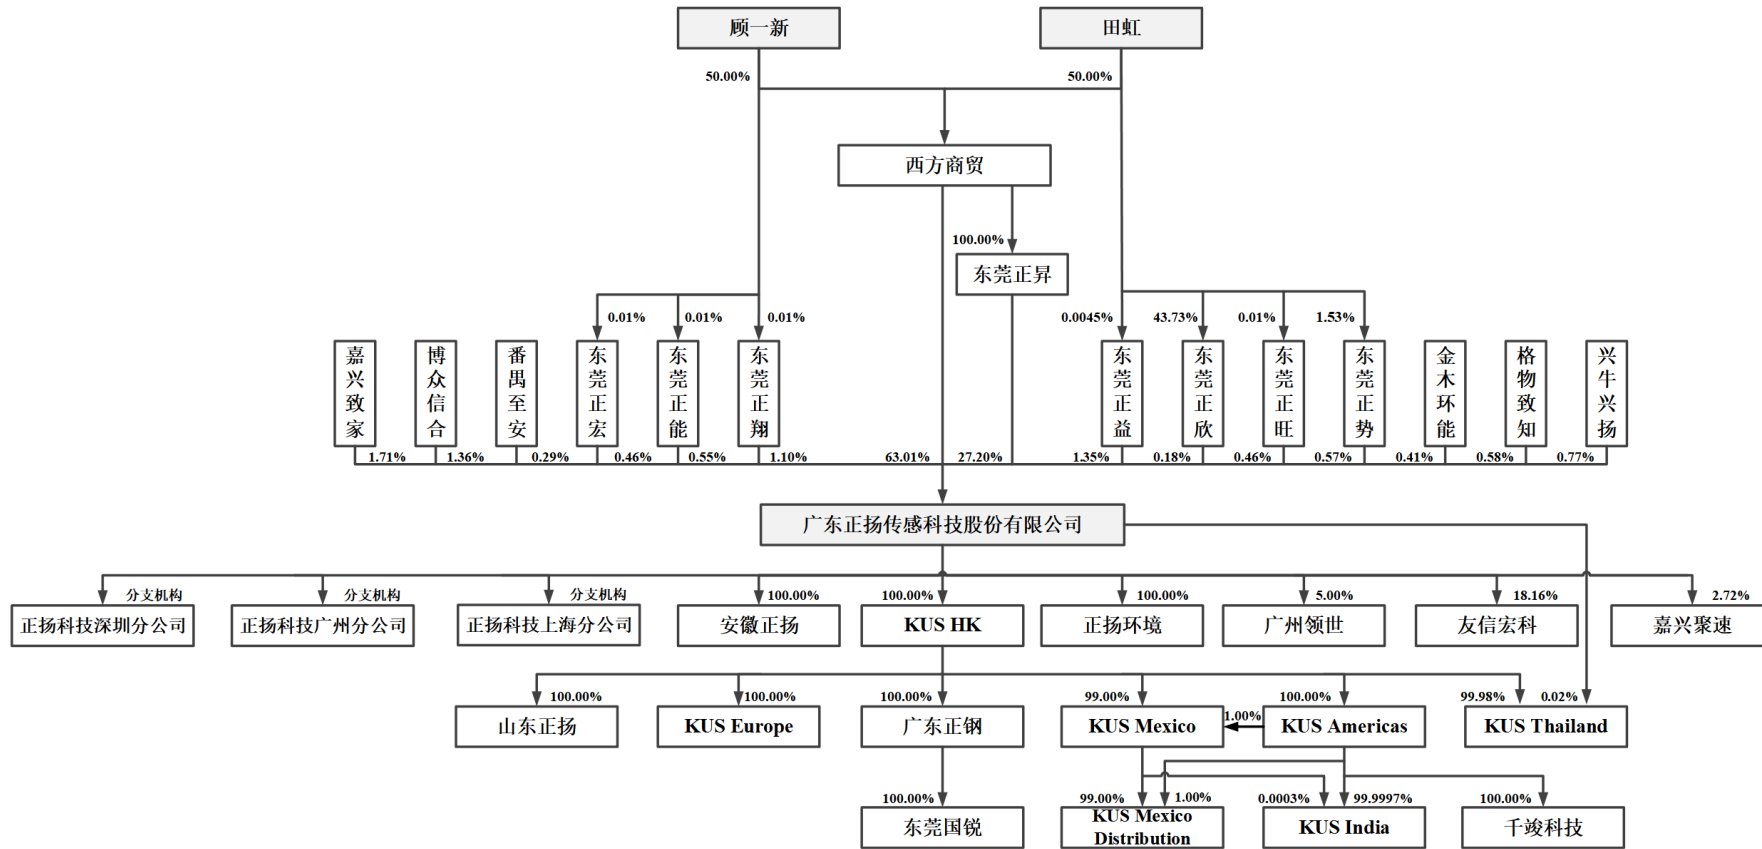 顾一新
田虹
50.00%
50.00%
西方商贸
100.00%
东莞正昇
0.01%
0.01%
0.01%
0.0045%
43.73%
0.01%
1.53%
嘉兴致家
博众信合
番禺至安
东莞正宏
东莞正能
东莞正翔
东莞正益
东莞正欣
东莞正旺
东莞正势
金木环能
格物致知
兴牛兴扬
1.71%
1.36%
0.29%
0.46%
0.55%
1.10%
63.01%
27.20%
1.35%
0.18%
0.46%
0.57%
0.41%
0.58%
0.77%
广东正扬传感科技股份有限公司
分支机构
分支机构
分支机构
100.00%
100.00%
100.00%
5.00%
18.16%
2.72%
正扬科技深圳分公司
正扬科技广州分公司
正扬科技上海分公司
安徽正扬
KUS HK
正扬环境
广州领世
友信宏科
嘉兴聚速
100.00%
100.00%
100.00%
99.00%
100.00%
99.98%
0.02%
山东正扬
KUS Europe
广东正钢
KUS Mexico
1.00%
KUS Americas
KUS Thailand
100.00%
99.00%
1.00%
0.0003%
99.9997%
100.00%
东莞国锐
KUS Mexico
Distribution
KUS India
千竣科技